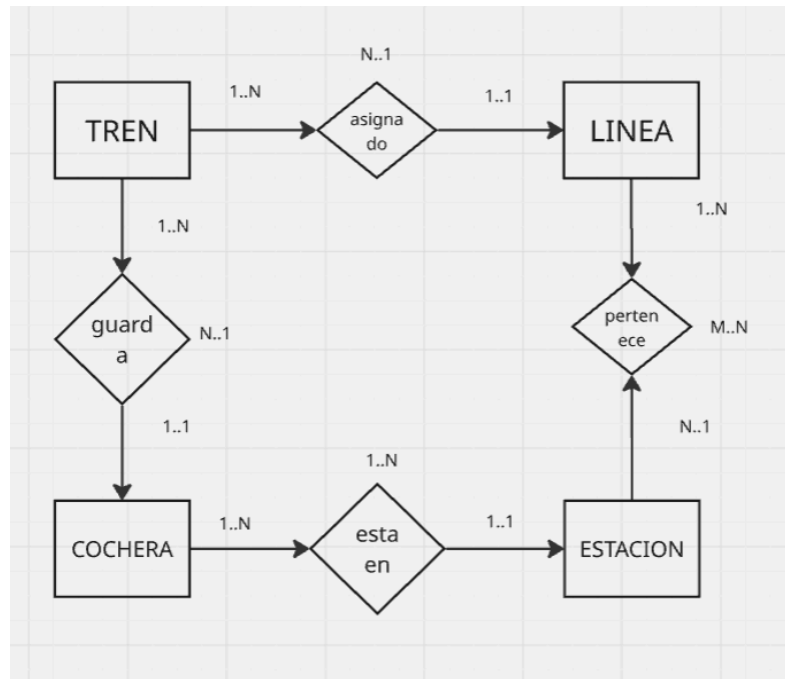 N..1
TREN
1..N
asigna
do
1..1
LINEA
1..N
1..N
guard
a
N..1
perten
ece
M..N
1..1
N..1
1..N
COCHERA
1..N
esta
en
1..1
ESTACION